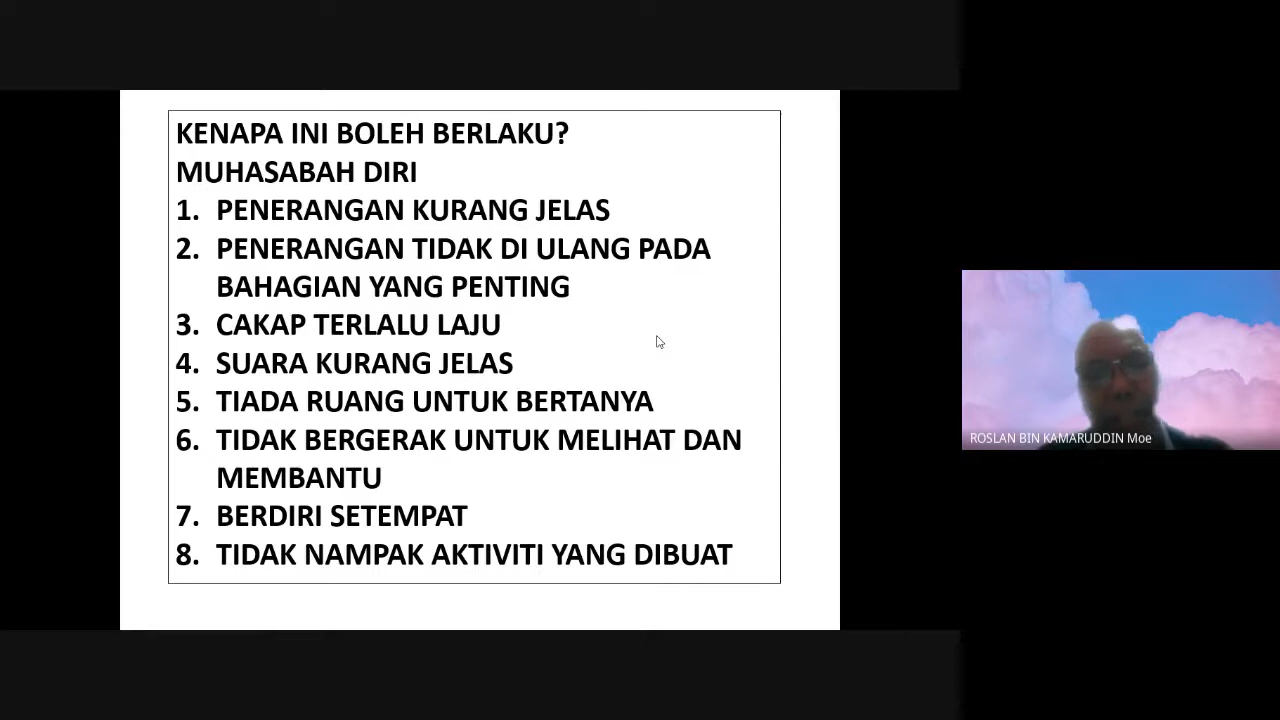 KENAPA INI BOLEH BERLAKU?
MUHASABAH DIRI
1. PENERANGAN KURANG JELAS
2. PENERANGAN TIDAK DI ULANG PADA
BAHAGIAN YANG PENTING
3. CAKAP TERLALU LAJU
4. SUARA KURANG JELAS
5. TIADA RUANG UNTUK BERTANYA
6. TIDAK BERGERAK UNTUK MELIHAT DAN
MEMBANTU
7. BERDIRI SETEMPAT
8. TIDAK NAMPAK AKTIVITI YANG DIBUAT
ROSLAN BIN KAMARUDDIN Moe